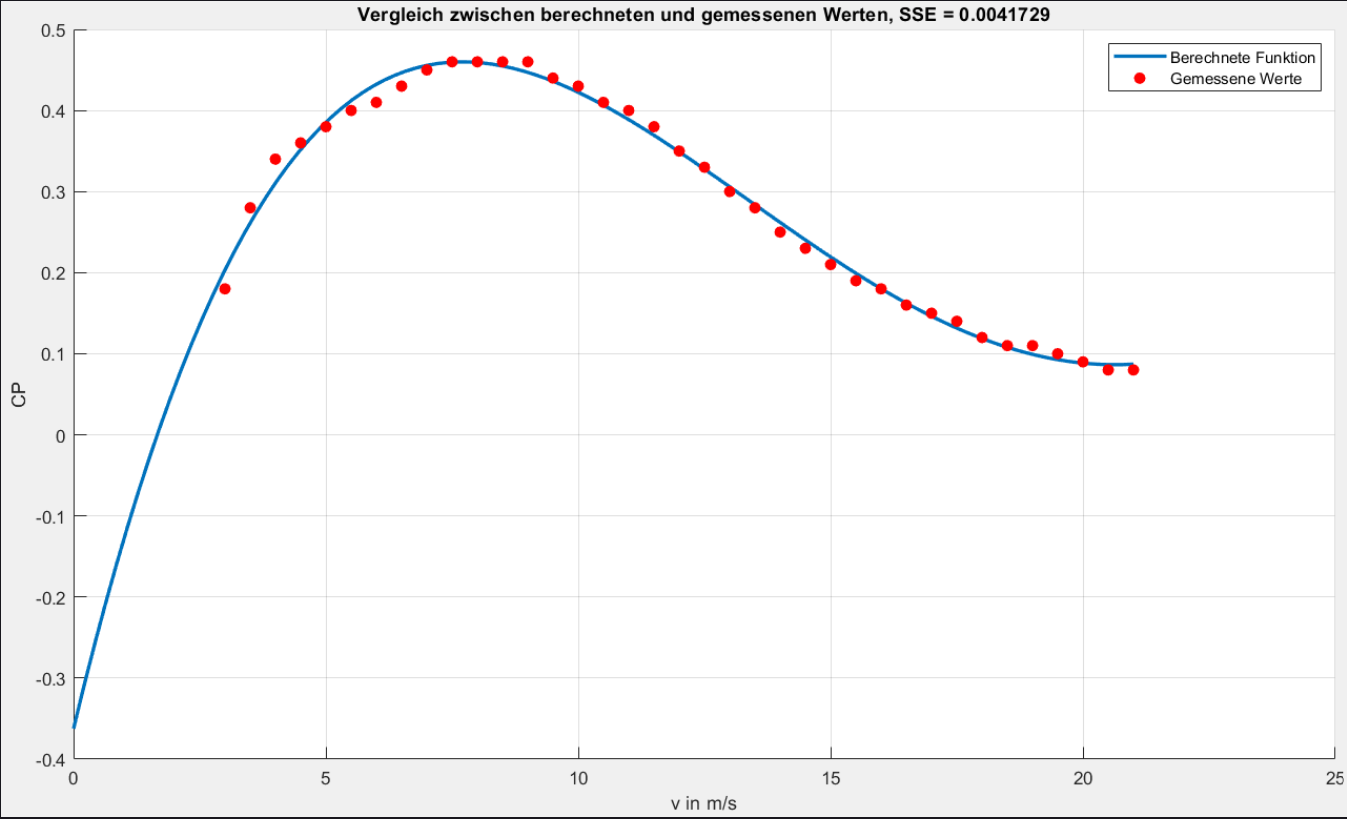 Vergleich zwischen berechneten und gemessenen Werten, SSE = 0.0041729
Berechnete Funktion
Gemessene Werte
0.5
0.4
0.3
0.2
0.1
0
-0.1
-0.2
-0.3
-0.4
CP
0 5 10 15 20 25
v in m/s